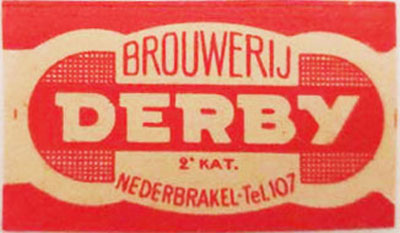 BROUWERIJ
DERBY
2e KAT.
NEDERBRAKEL-Tel.107